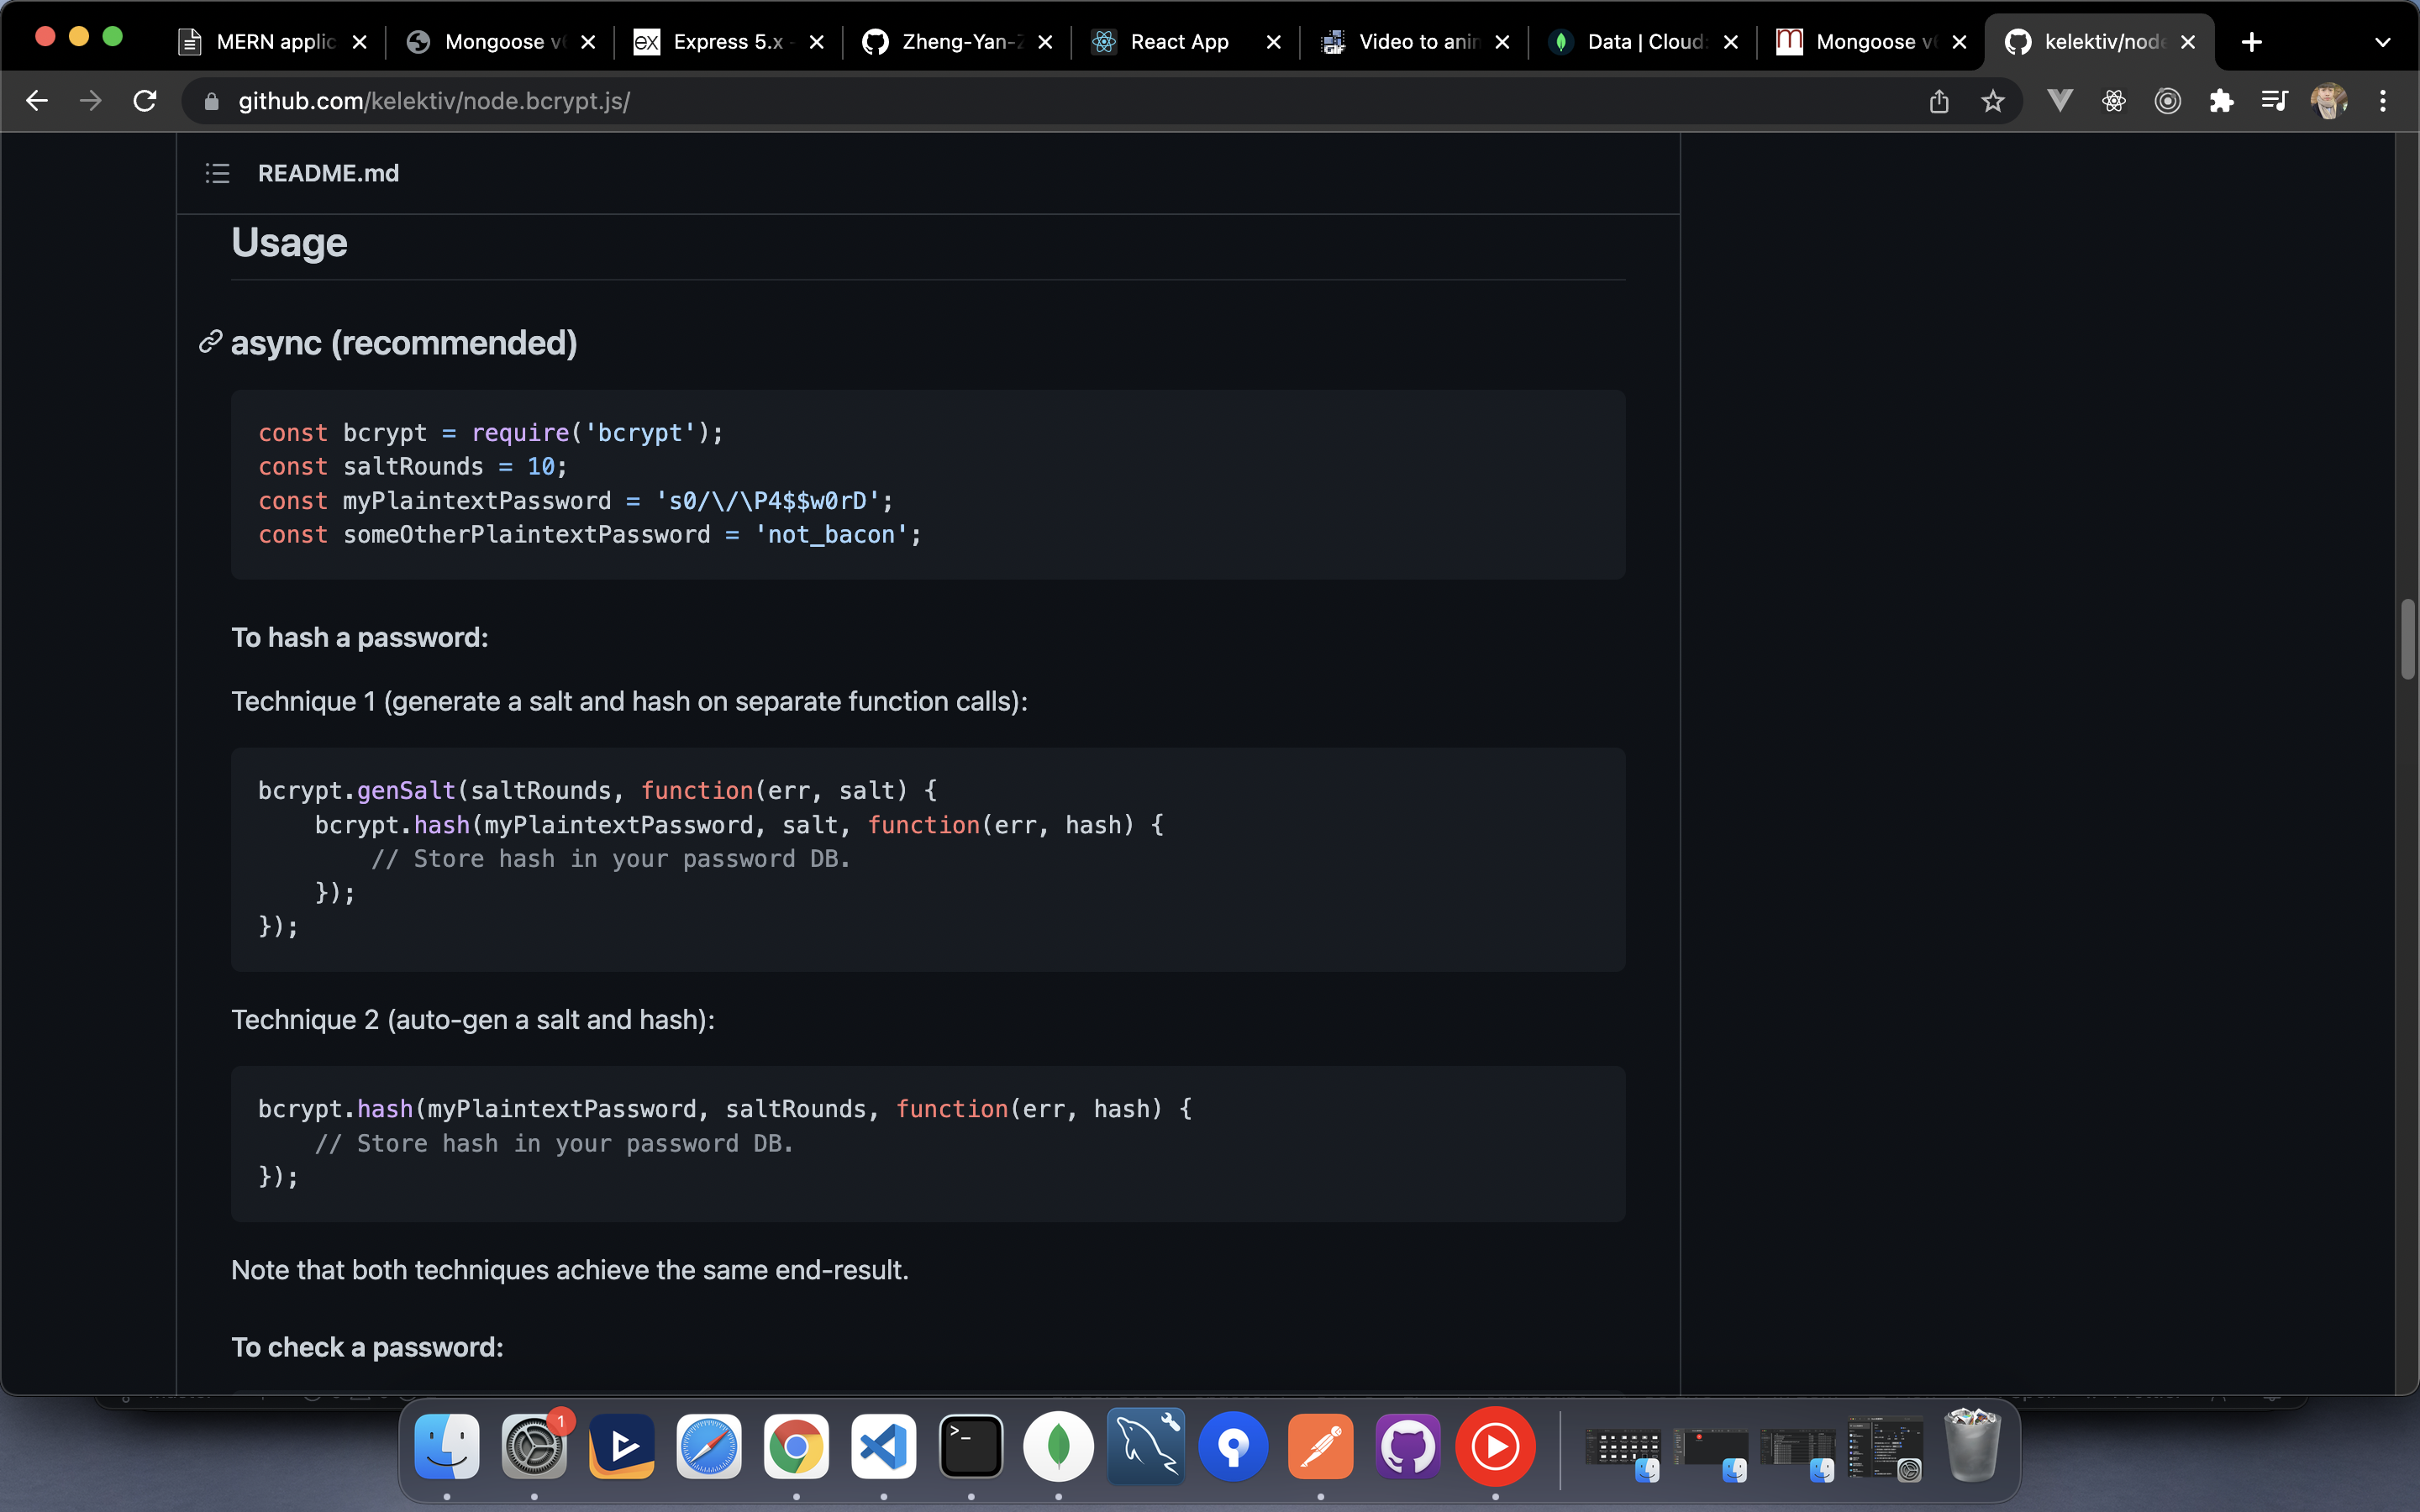 MERN applic
Mongoose v
Express 5.x -
Zheng-Yan-Z
React App
Video to anim
Data | Cloud:
Mongoose v
kelektiv/node
github.com/kelektiv/node.bcrypt.js/
README.md
Usage
async (recommended)
const bcrypt = require('bcrypt');
const saltRounds = 10;
const myPlaintextPassword = 's0/\/\P4$$w0rD';
const someOtherPlaintextPassword = 'not_bacon';
To hash a password:
Technique 1 (generate a salt and hash on separate function calls):
bcrypt.genSalt(saltRounds, function(err, salt) {
    bcrypt.hash(myPlaintextPassword, salt, function(err, hash) {
        // Store hash in your password DB.
    });
});
Technique 2 (auto-gen a salt and hash):
bcrypt.hash(myPlaintextPassword, saltRounds, function(err, hash) {
    // Store hash in your password DB.
});
Note that both techniques achieve the same end-result.
To check a password:
1